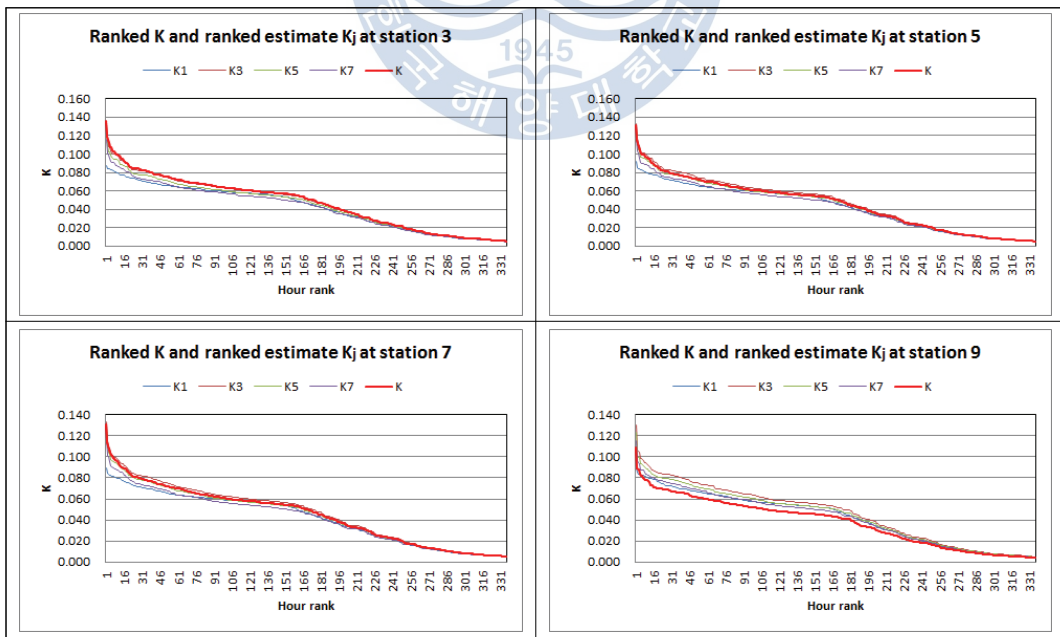 1945
한국해양대학교
Ranked K and ranked estimate Kj at station 3
K1 K3 K5 K7 K
0.160
0.140
0.120
0.100
0.080
0.060
0.040
0.020
0.000
K
1 16 31 46 61 76 91 106 121 136 151 166 181 196 211 226 241 256 271 286 301 316 331
Hour rank
Ranked K and ranked estimate Kj at station 5
K1 K3 K5 K7 K
0.160
0.140
0.120
0.100
0.080
0.060
0.040
0.020
0.000
K
1 16 31 46 61 76 91 106 121 136 151 166 181 196 211 226 241 256 271 286 301 316 331
Hour rank
Ranked K and ranked estimate Kj at station 7
K1 K3 K5 K7 K
0.140
0.120
0.100
0.080
0.060
0.040
0.020
0.000
K
1 16 31 46 61 76 91 106 121 136 151 166 181 196 211 226 241 256 271 286 301 316 331
Hour rank
Ranked K and ranked estimate Kj at station 9
K1 K3 K5 K7 K
0.140
0.120
0.100
0.080
0.060
0.040
0.020
0.000
K
1 16 31 46 61 76 91 106 121 136 151 166 181 196 211 226 241 256 271 286 301 316 331
Hour rank